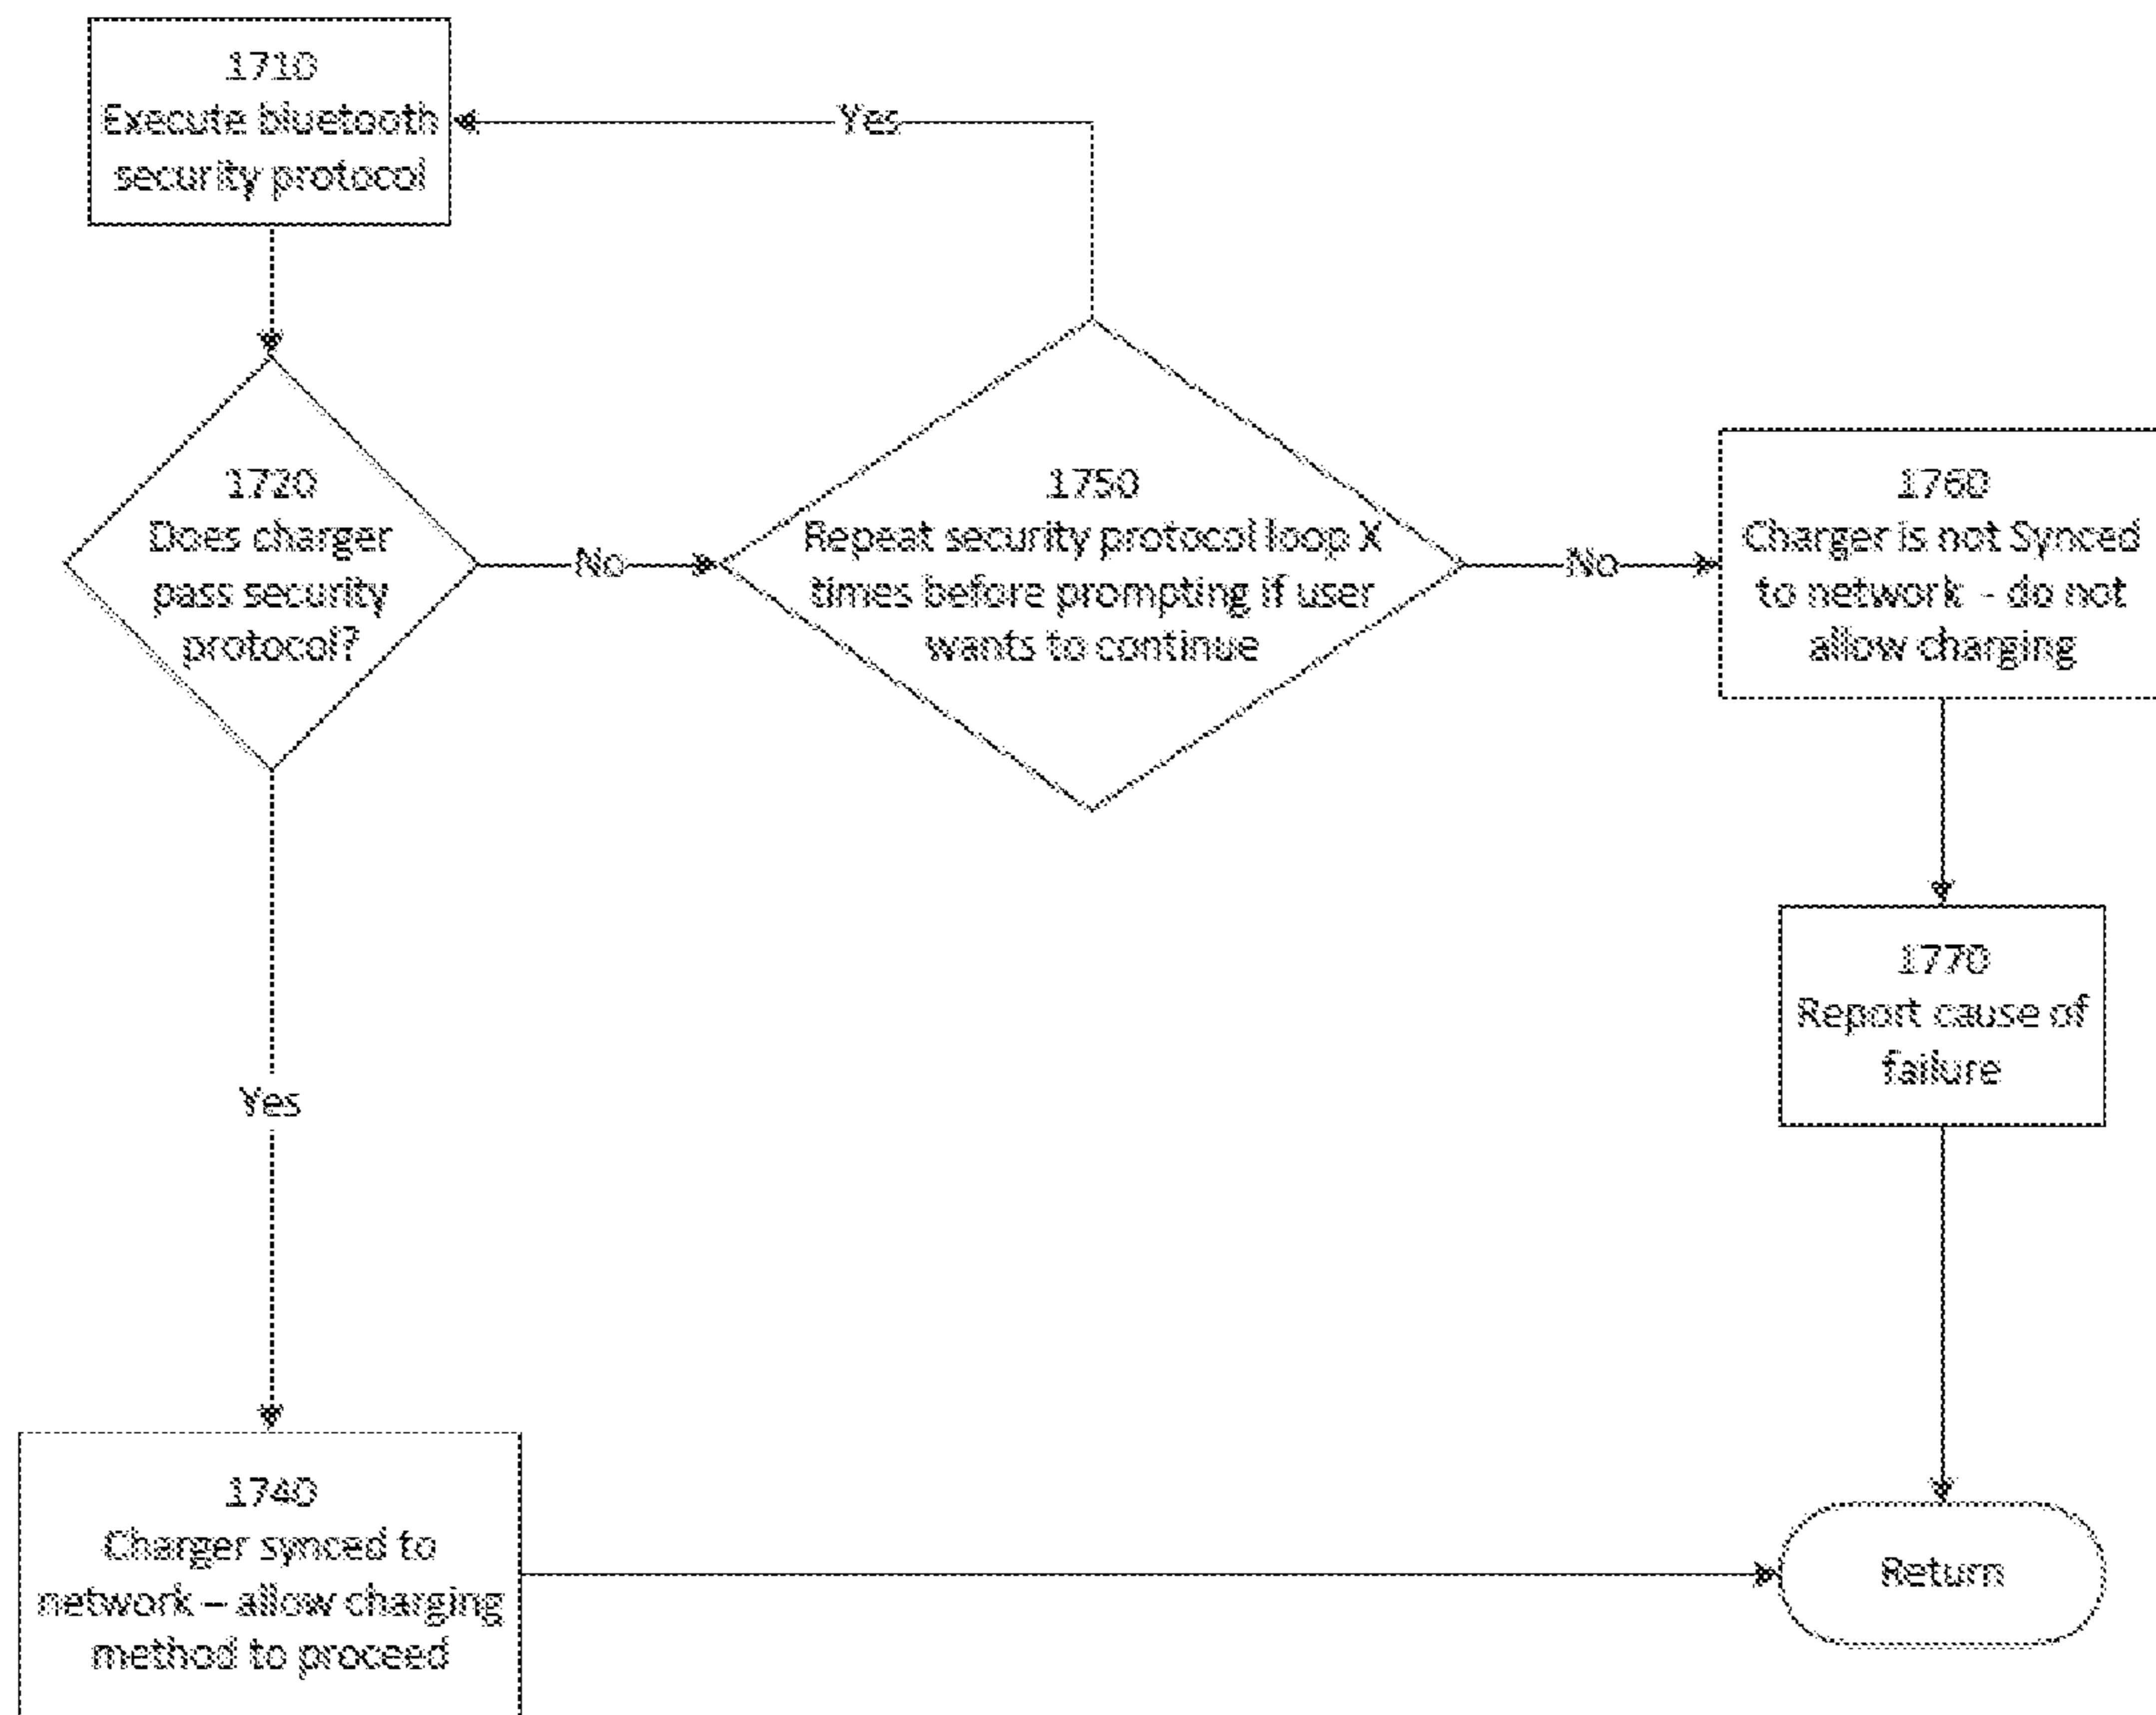 1710
Execute bluetooth
security protocol
Yes
1720
Does charger
pass security
protocol?
No
1750
Repeat security protocol loop X
times before prompting if user
wants to continue
No
1760
Charger is not Synced
to network - do not
allow charging
1770
Report cause of
failure
Yes
1740
Charger synced to
network – allow charging
method to proceed
Return